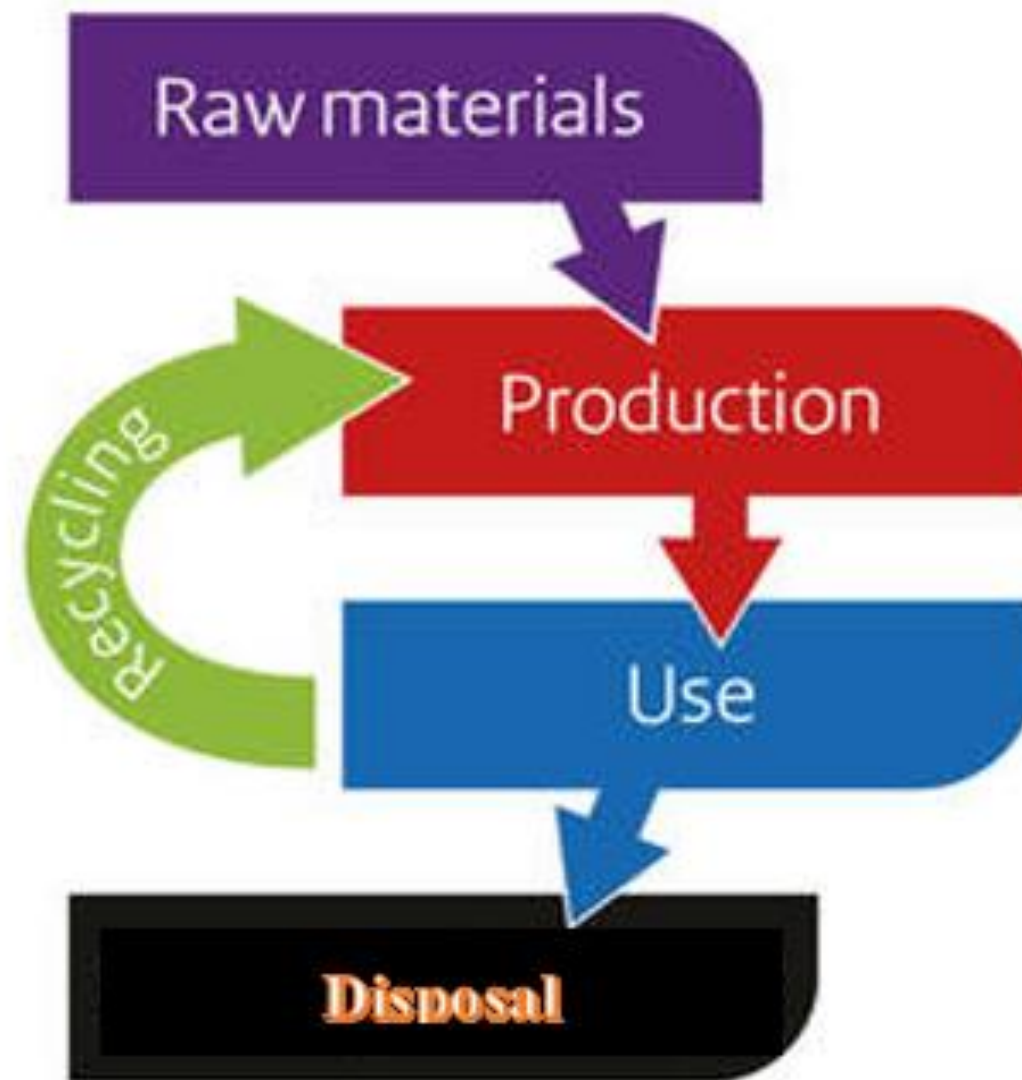 Raw materials
Production
Recycling
Use
Disposal